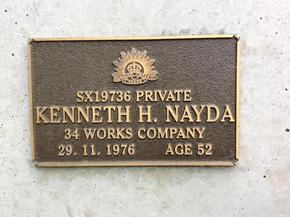 SX19736 PRIVATE
KENNETH H. NAYDA
34 WORKS COMPANY
29. 11. 1976 AGE 52